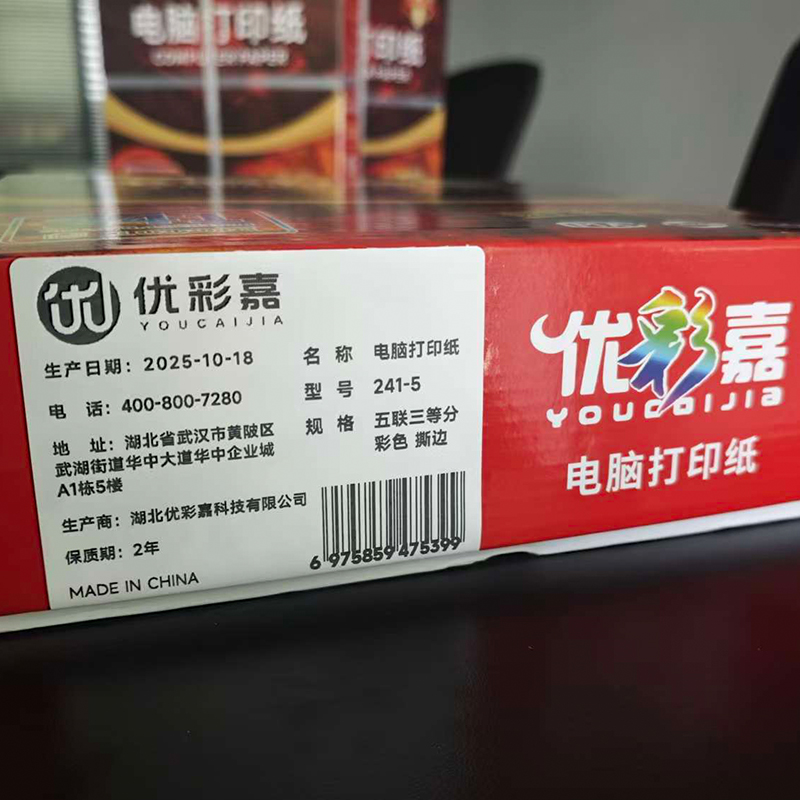 电脑打印纸
COMPUTER PAPER
打印纸
优彩嘉
YOUCAIJIA
生产日期：2025-10-18
电 话：400-800-7280
地 址：湖北省武汉市黄陂区
武湖街道华中大道华中企业城
A1栋5楼
生产商：湖北优彩嘉科技有限公司
保质期：2年
MADE IN CHINA
名 称 电脑打印纸
型 号 241-5
规 格 五联三等分
彩色 撕边
6 975859 475399
优彩嘉
YOUCAIJIA
电脑打印纸